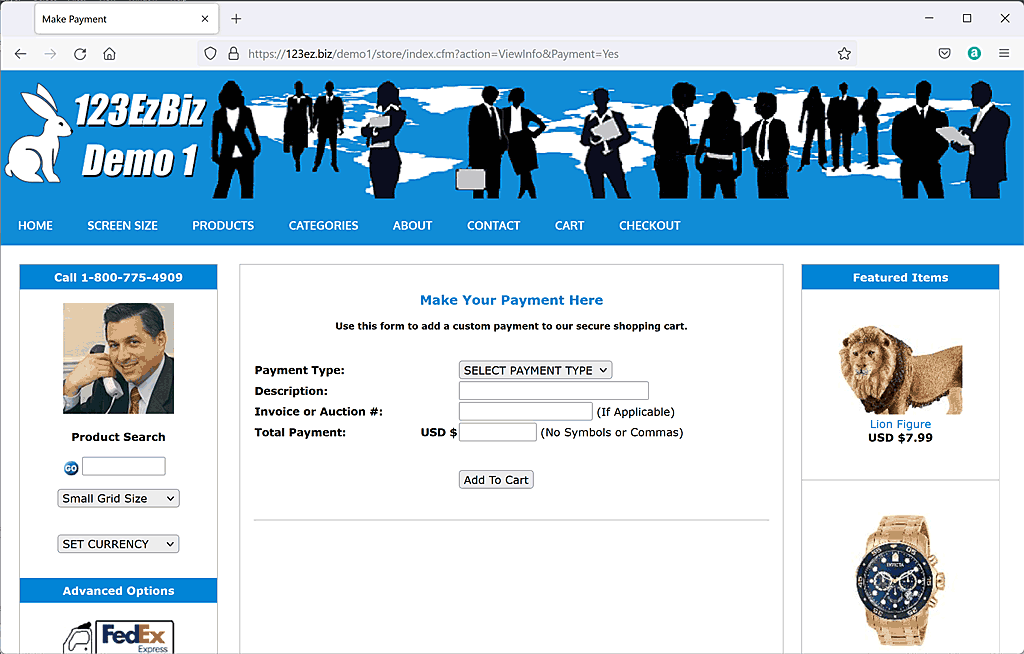 Make Payment
https://123ez.biz/demo1/store/index.cfm?action=ViewInfo&Payment=Yes
a
123EzBiz
Demo 1
HOME SCREEN SIZE PRODUCTS CATEGORIES ABOUT CONTACT CART CHECKOUT
Call 1-800-775-4909
Product Search
GO
Small Grid Size
SET CURRENCY
Advanced Options
FedEx
Express
Make Your Payment Here
Use this form to add a custom payment to our secure shopping cart.
Payment Type: SELECT PAYMENT TYPE
Description:
Invoice or Auction #: (If Applicable)
Total Payment: USD $ (No Symbols or Commas)
Add To Cart
Featured Items
Lion Figure
USD $7.99
INVICTA